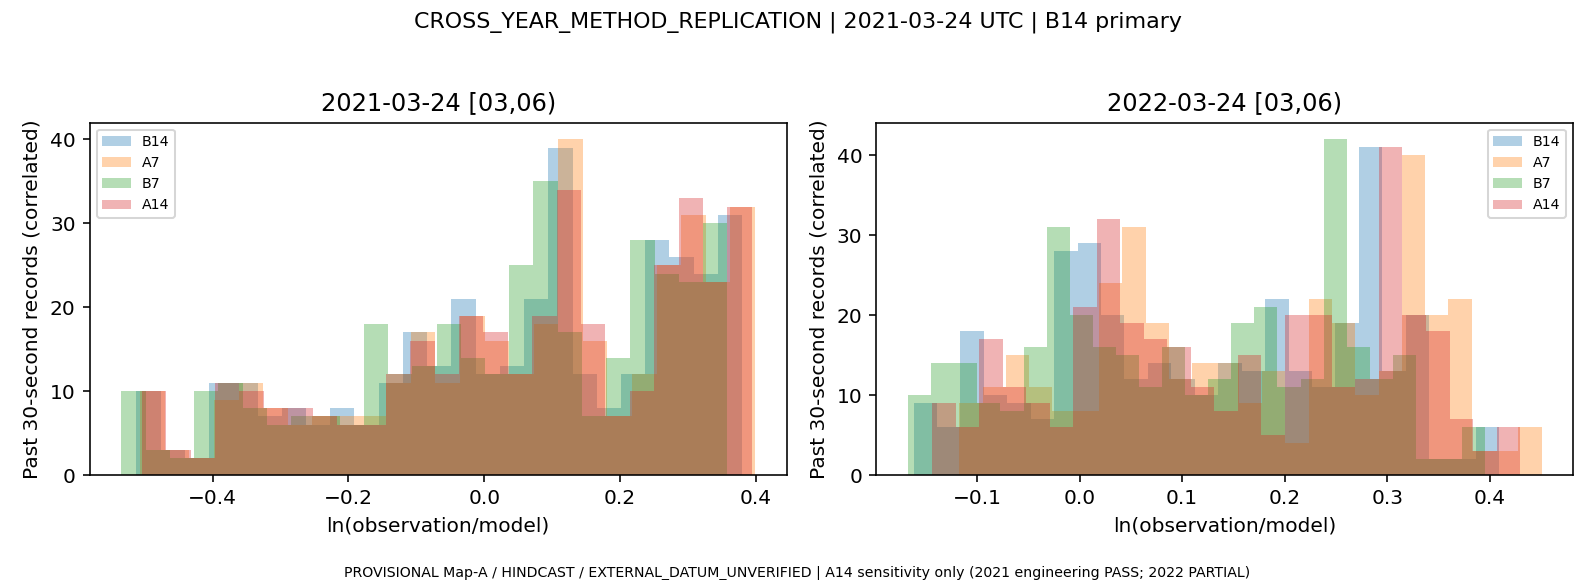 CROSS_YEAR_METHOD_REPLICATION | 2021-03-24 UTC | B14 primary
2021-03-24 [03,06)
Past 30-second records (correlated)
40
30
20
10
0
B14
A7
B7
A14
−0.4 −0.2 0.0 0.2 0.4
ln(observation/model)
2022-03-24 [03,06)
Past 30-second records (correlated)
40
30
20
10
0
B14
A7
B7
A14
−0.1 0.0 0.1 0.2 0.3 0.4
ln(observation/model)
PROVISIONAL Map-A / HINDCAST / EXTERNAL_DATUM_UNVERIFIED | A14 sensitivity only (2021 engineering PASS; 2022 PARTIAL)